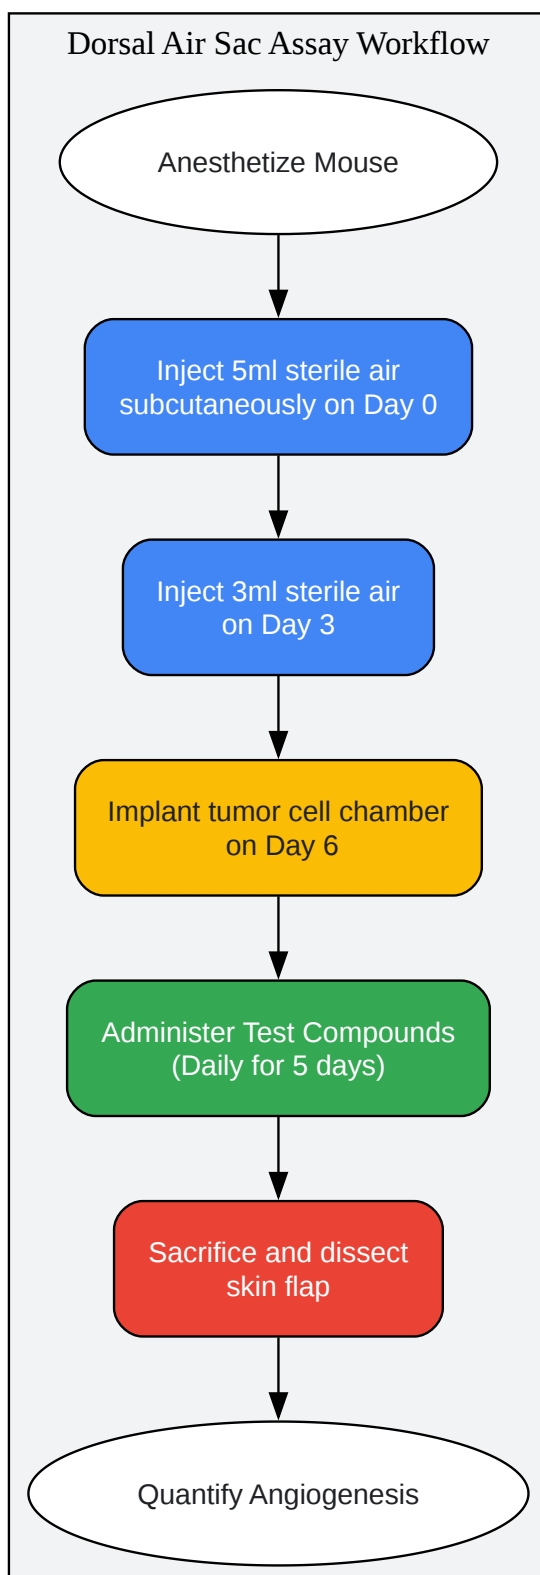 Dorsal Air Sac Assay Workflow
Anesthetize Mouse
Inject 5ml sterile air
subcutaneously on Day 0
Inject 3ml sterile air
on Day 3
Implant tumor cell chamber
on Day 6
Administer Test Compounds
(Daily for 5 days)
Sacrifice and dissect
skin flap
Quantify Angiogenesis